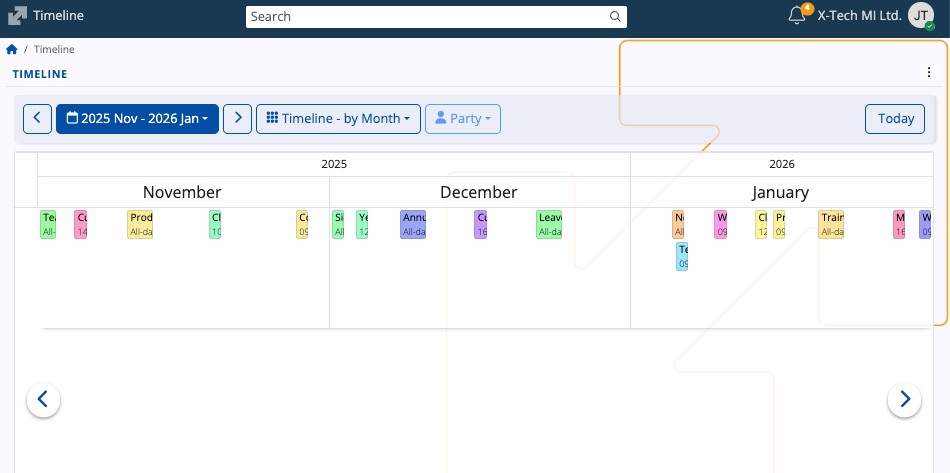 Timeline
Search
4
X-Tech MI Ltd.
JT
/ Timeline
TIMELINE
2025 Nov - 2026 Jan
Timeline - by Month
Party
Today
2025
2026
November
December
January
Tea
Cu
Prod
Cl
Co
Si
Ye
Annu
Cu
Leav
N
W
Cl
Pr
Train
M
W
All-
14
All-da
10
09
All
12
All-da
16
All-da
All
09
12
09
All-da
16
09
Te
09